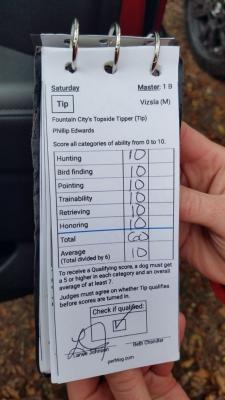 Saturday Master: 1 B
Tip Vizsla (M)
Fountain City's Topside Tipper (Tip)
Phillip Edwards
Score all categories of ability from 0 to 10.
Hunting 10
Bird finding 10
Pointing 10
Trainability 10
Retrieving 10
Honoring 10
Total 60
Average 10
(Total divided by 6)
To receive a Qualifying score, a dog must get
a 5 or higher in each category and an overall
average of at least 7.
Judges must agree on whether Tip qualifies
before scores are turned in.
Check if qualified:
Larwe Johnson Beth Chandler
perfdog.com